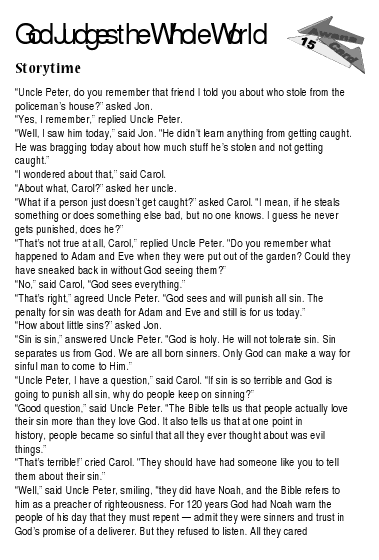 God Judges the Whole World
15
Awana
Card
Storytime
“Uncle Peter, do you remember that friend I told you about who stole from the
policeman’s house?” asked Jon.
“Yes, I remember,” replied Uncle Peter.
“Well, I saw him today,” said Jon. “He didn’t learn anything from getting caught.
He was bragging today about how much stuff he’s stolen and not getting
caught.”
“I wondered about that,” said Carol.
“About what, Carol?” asked her uncle.
“What if a person just doesn’t get caught?” asked Carol. “I mean, if he steals
something or does something else bad, but no one knows. I guess he never
gets punished, does he?”
“That’s not true at all, Carol,” replied Uncle Peter. “Do you remember what
happened to Adam and Eve when they were put out of the garden? Could they
have sneaked back in without God seeing them?”
“No,” said Carol, “God sees everything.”
“That’s right,” agreed Uncle Peter. “God sees and will punish all sin. The
penalty for sin was death for Adam and Eve and still is for us today.”
“How about little sins?” asked Jon.
“Sin is sin,” answered Uncle Peter. “God is holy. He will not tolerate sin. Sin
separates us from God. We are all born sinners. Only God can make a way for
sinful man to come to Him.”
“Uncle Peter, I have a question,” said Carol. “If sin is so terrible and God is
going to punish all sin, why do people keep on sinning?”
“Good question,” said Uncle Peter. “The Bible tells us that people actually love
their sin more than they love God. It also tells us that at one point in
history, people became so sinful that all they ever thought about was evil
things.”
“That’s terrible!” cried Carol. “They should have had someone like you to tell
them about their sin.”
“Well,” said Uncle Peter, smiling, “they did have Noah, and the Bible refers to
him as a preacher of righteousness. For 120 years God had Noah warn the
people of his day that they must repent — admit they were sinners and trust in
God’s promise of a deliverer. But they refused to listen. All they cared